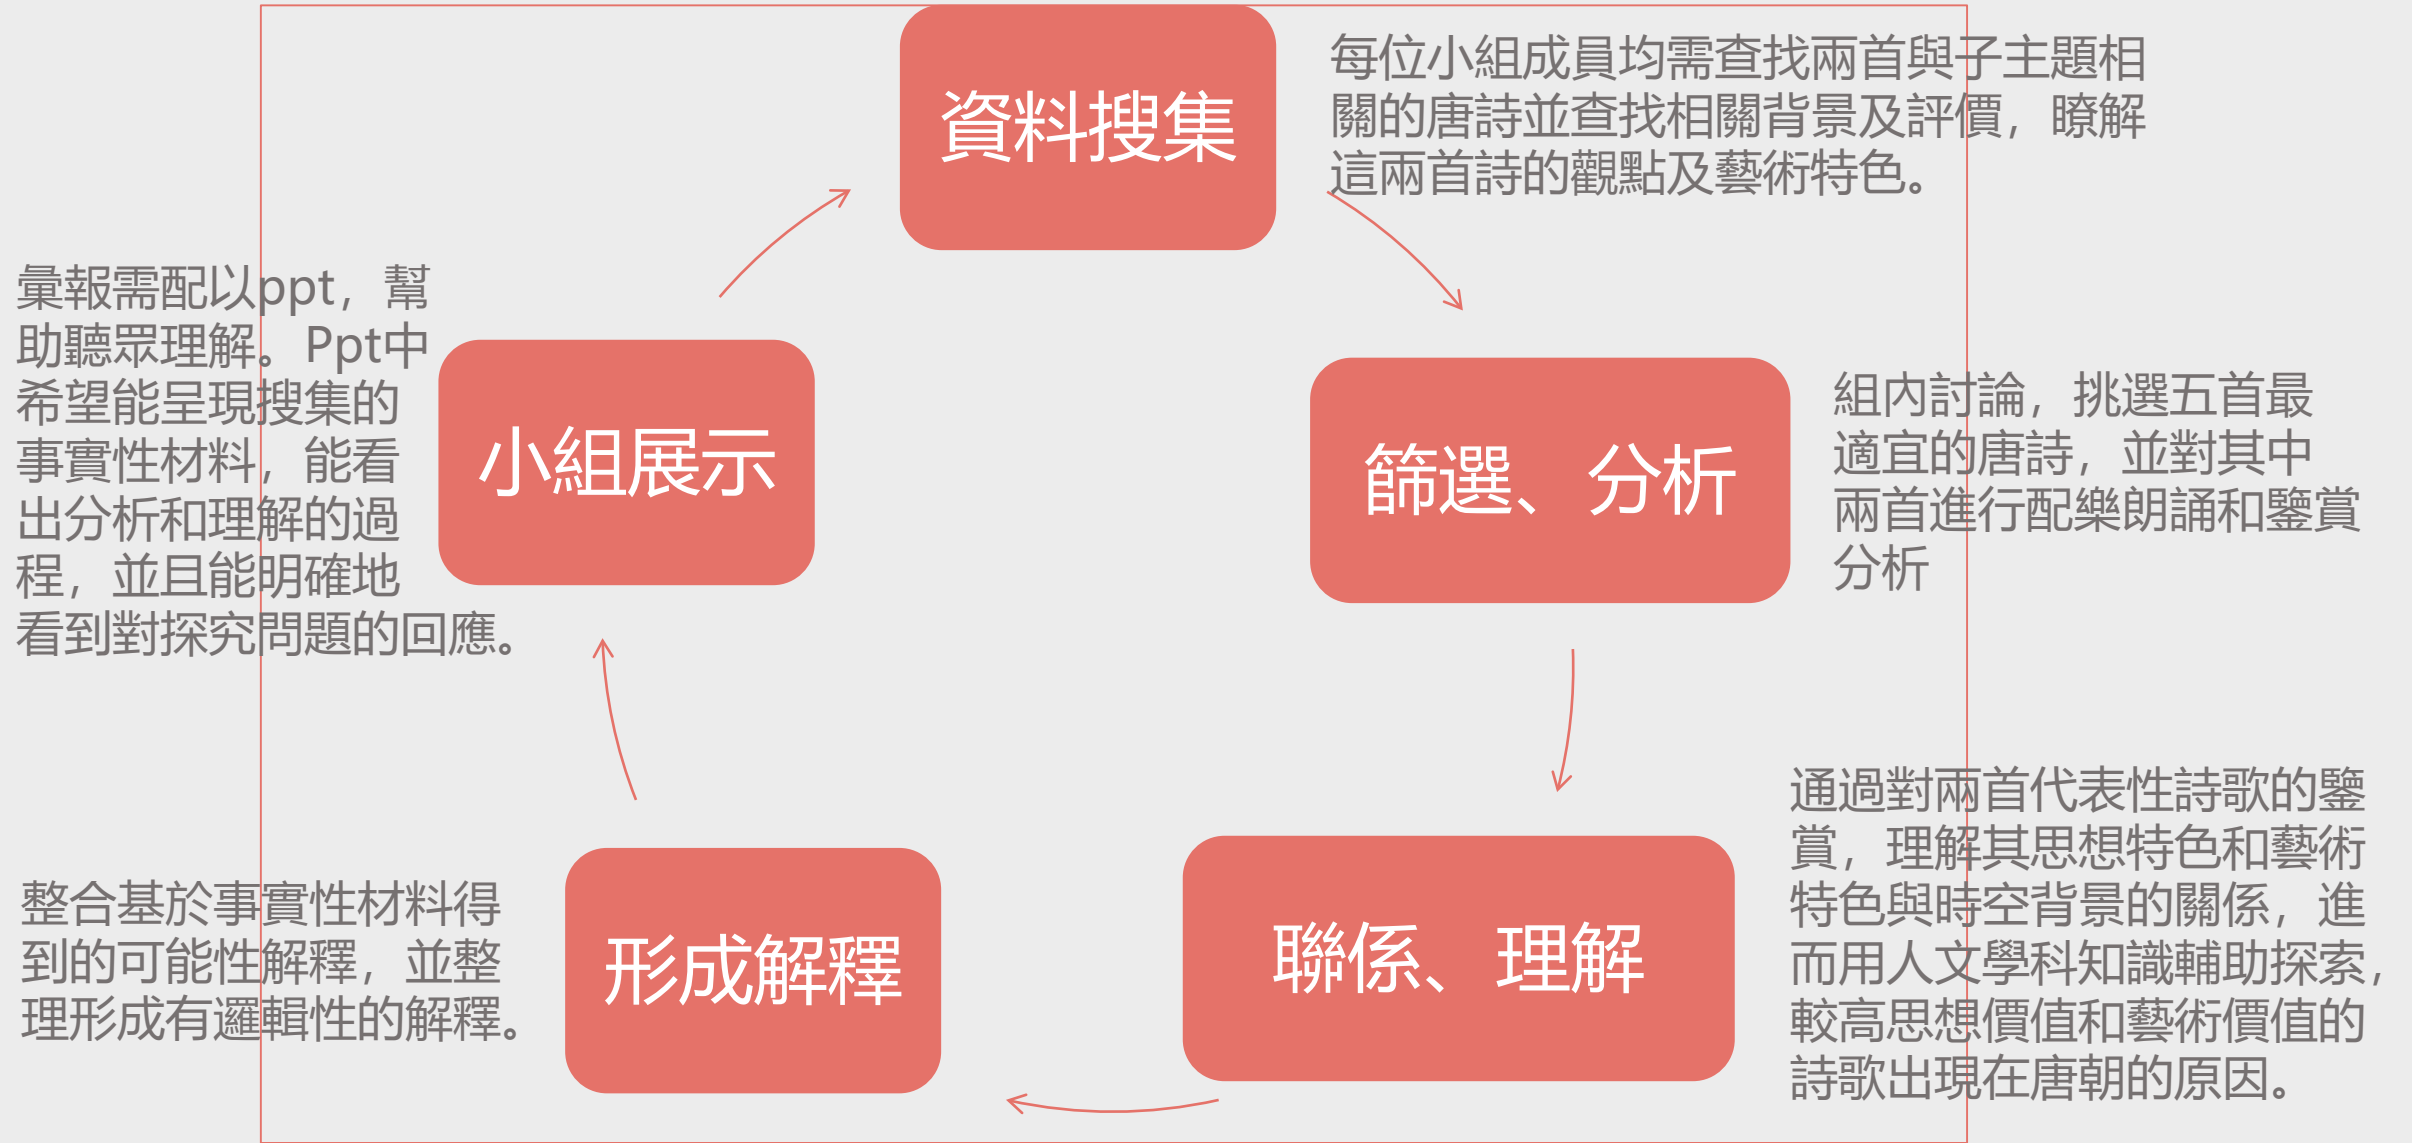 資料搜集
每位小組成員均需查找兩首與子主題相
關的唐詩並查找相關背景及評價，瞭解
這兩首詩的觀點及藝術特色。
篩選、分析
組內討論，挑選五首最
適宜的唐詩，並對其中
兩首進行配樂朗誦和鑒賞
分析
聯係、理解
通過對兩首代表性詩歌的鑒
賞，理解其思想特色和藝術
特色與時空背景的關係，進
而用人文學科知識輔助探索，
較高思想價值和藝術價值的
詩歌出現在唐朝的原因。
形成解釋
整合基於事實性材料得
到的可能性解釋，並整
理形成有邏輯性的解釋。
小組展示
彙報需配以ppt，幫
助聽眾理解。Ppt中
希望能呈現搜集的
事實性材料，能看
出分析和理解的過
程，並且能明確地
看到對探究問題的回應。